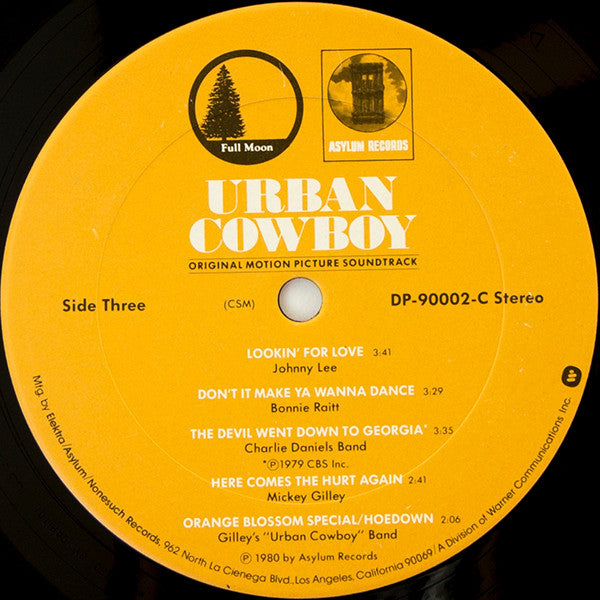 Full Moon
ASYLUM RECORDS
URBAN
COWBOY
ORIGINAL MOTION PICTURE SOUNDTRACK
Side Three
(CSM)
DP-90002-C Stereo
LOOKIN' FOR LOVE 3:41
Johnny Lee
DON'T IT MAKE YA WANNA DANCE 3:29
Bonnie Raitt
THE DEVIL WENT DOWN TO GEORGIA* 3:35
Charlie Daniels Band
*℗1979 CBS Inc.
HERE COMES THE HURT AGAIN 2:41
Mickey Gilley
ORANGE BLOSSOM SPECIAL/HOEDOWN 2:06
Gilley's "Urban Cowboy" Band
℗ 1980 by Asylum Records
Mfg. by Elektra/Asylum/Nonesuch Records, 962 North La Cienega Blvd., Los Angeles, California 90069/A Division of Warner Communications Inc.